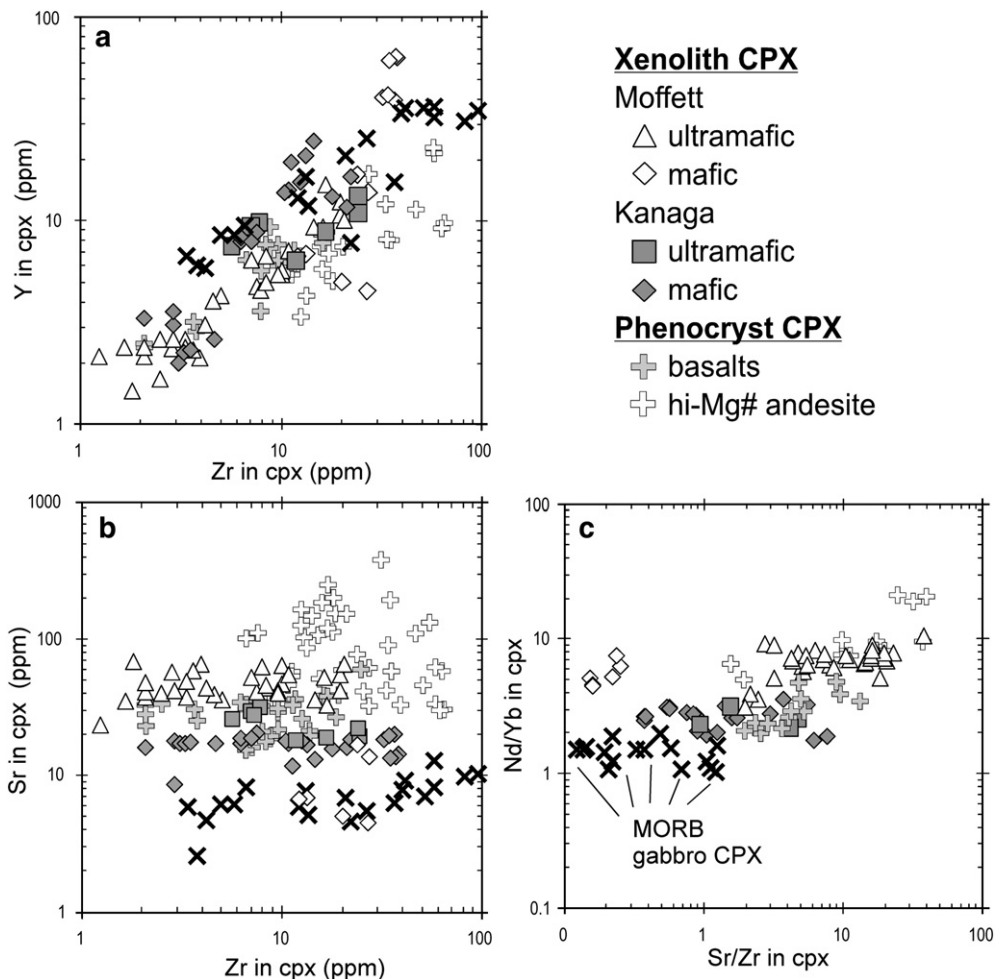 a
100
10
1
Y in cpx (ppm)
1
10
100
Zr in cpx (ppm)
Xenolith CPX
Moffett
ultramafic
mafic
Kanaga
ultramafic
mafic
Phenocryst CPX
basalts
hi-Mg# andesite
b
1000
100
10
1
Sr in cpx (ppm)
1
10
100
Zr in cpx (ppm)
c
100
10
1
0.1
Nd/Yb in cpx
MORB
gabbro CPX
0
1
10
100
Sr/Zr in cpx